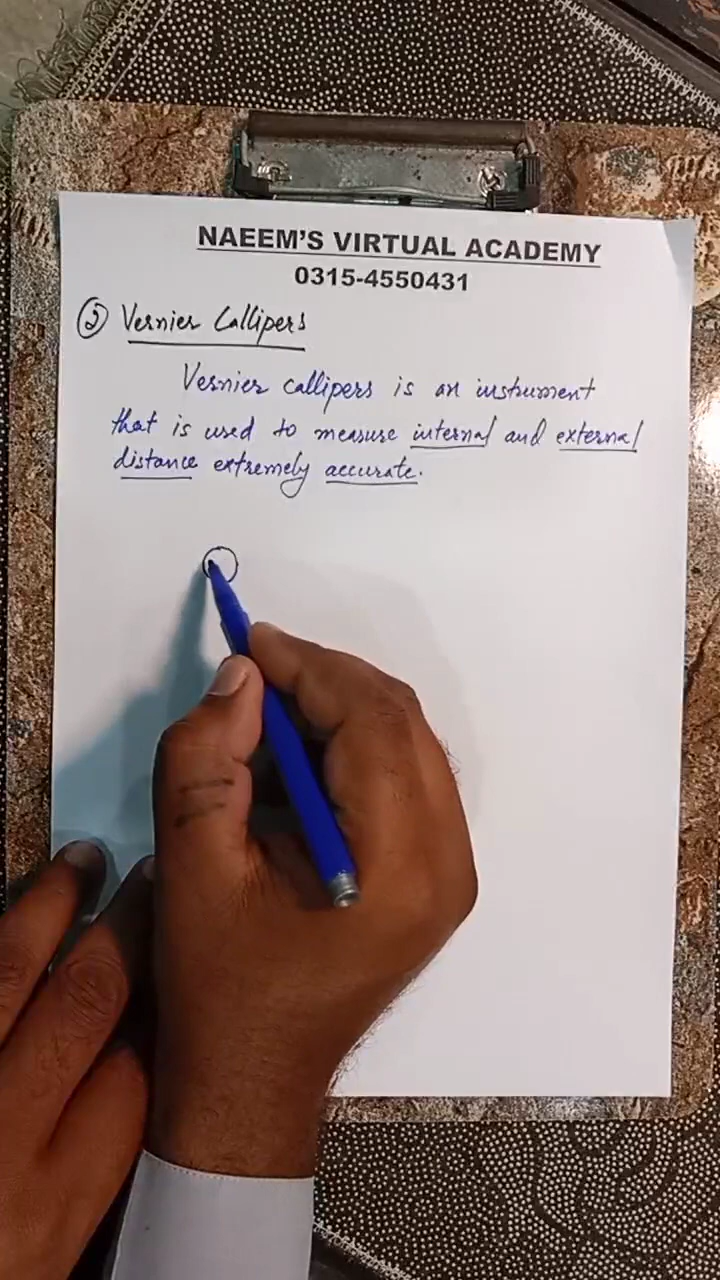 NAEEM'S VIRTUAL ACADEMY
0315-4550431
② Vernier Callipers
Vernier callipers is an instrument
that is used to measure internal and external
distance extremely accurate.